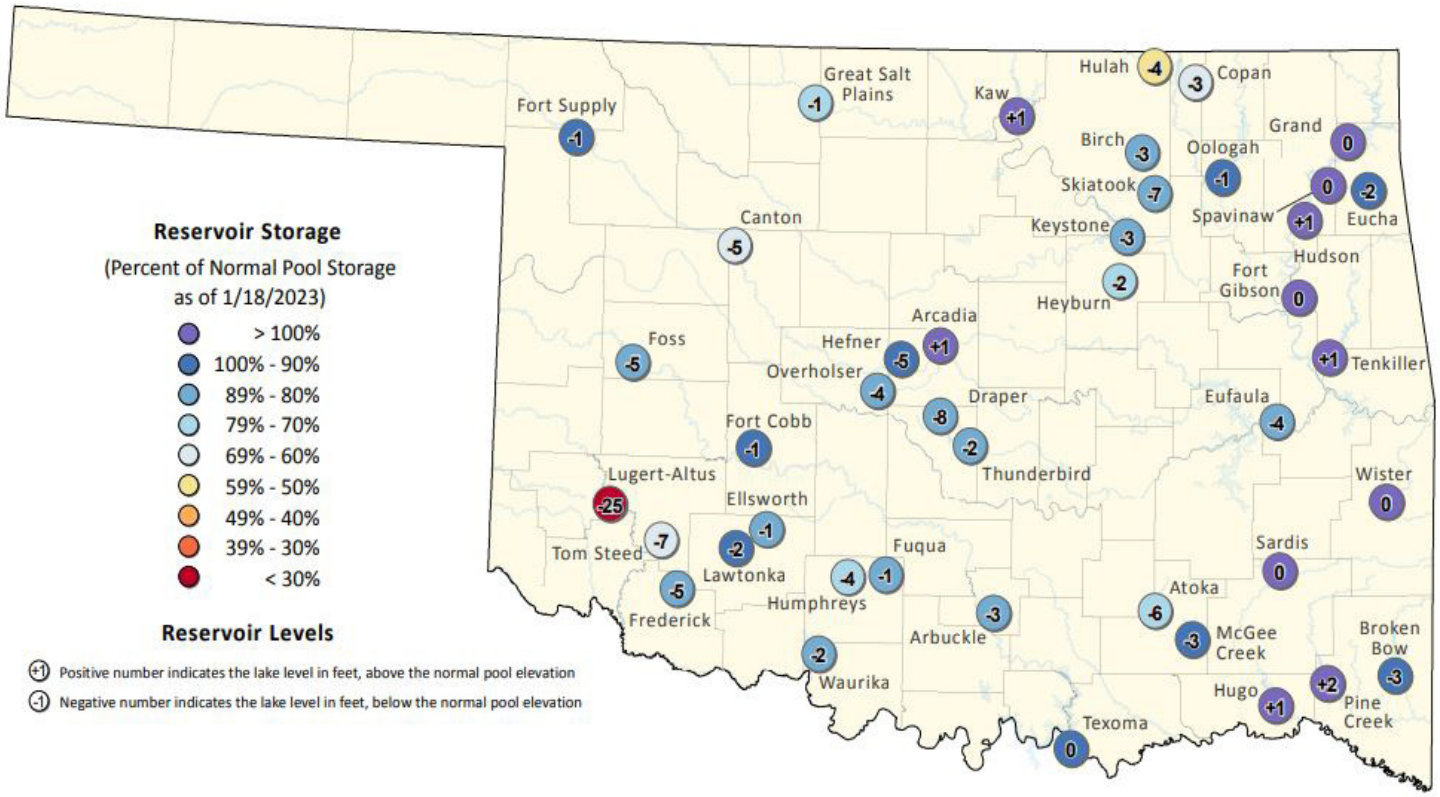 Hulah
-4
Copan
-3
Great Salt
Plains
-1
Kaw
+1
Fort Supply
-1
Grand
0
Birch
-3
Oologah
-1
Skiatook
-7
0
-2
Spavinaw
Eucha
+1
Hudson
Canton
-5
Keystone
-3
Heyburn
-2
Fort
Gibson
0
Arcadia
+1
Hefner
-5
Foss
-5
Overholser
-4
+1
Tenkiller
Draper
-8
Eufaula
-4
Fort Cobb
-1
-2
Thunderbird
Lugert-Altus
-25
Ellsworth
-1
Wister
0
Tom Steed
-7
-2
Lawtonka
Fuqua
-1
Sardis
0
-4
Humphreys
-5
Frederick
Atoka
-6
-3
Arbuckle
-3
McGee
Creek
Broken
Bow
-3
-2
Waurika
Hugo
+1
+2
Pine
Creek
Texoma
0
Reservoir Storage
(Percent of Normal Pool Storage
as of 1/18/2023)
> 100%
100% - 90%
89% - 80%
79% - 70%
69% - 60%
59% - 50%
49% - 40%
39% - 30%
< 30%
Reservoir Levels
+1 Positive number indicates the lake level in feet, above the normal pool elevation
-1 Negative number indicates the lake level in feet, below the normal pool elevation